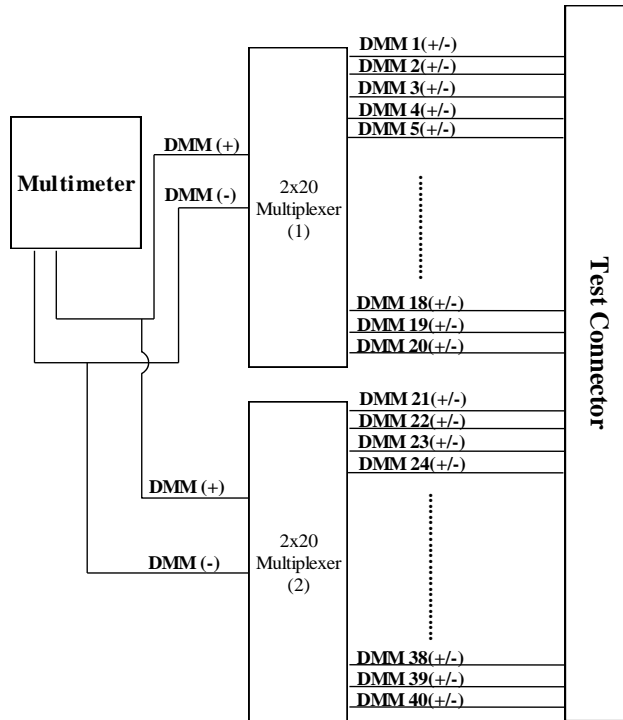 Multimeter
DMM (+)
DMM (-)
2x20
Multiplexer
(1)
DMM 1(+/-)
DMM 2(+/-)
DMM 3(+/-)
DMM 4(+/-)
DMM 5(+/-)
DMM 18(+/-)
DMM 19(+/-)
DMM 20(+/-)
DMM (+)
DMM (-)
2x20
Multiplexer
(2)
DMM 21(+/-)
DMM 22(+/-)
DMM 23(+/-)
DMM 24(+/-)
DMM 38(+/-)
DMM 39(+/-)
DMM 40(+/-)
Test Connector